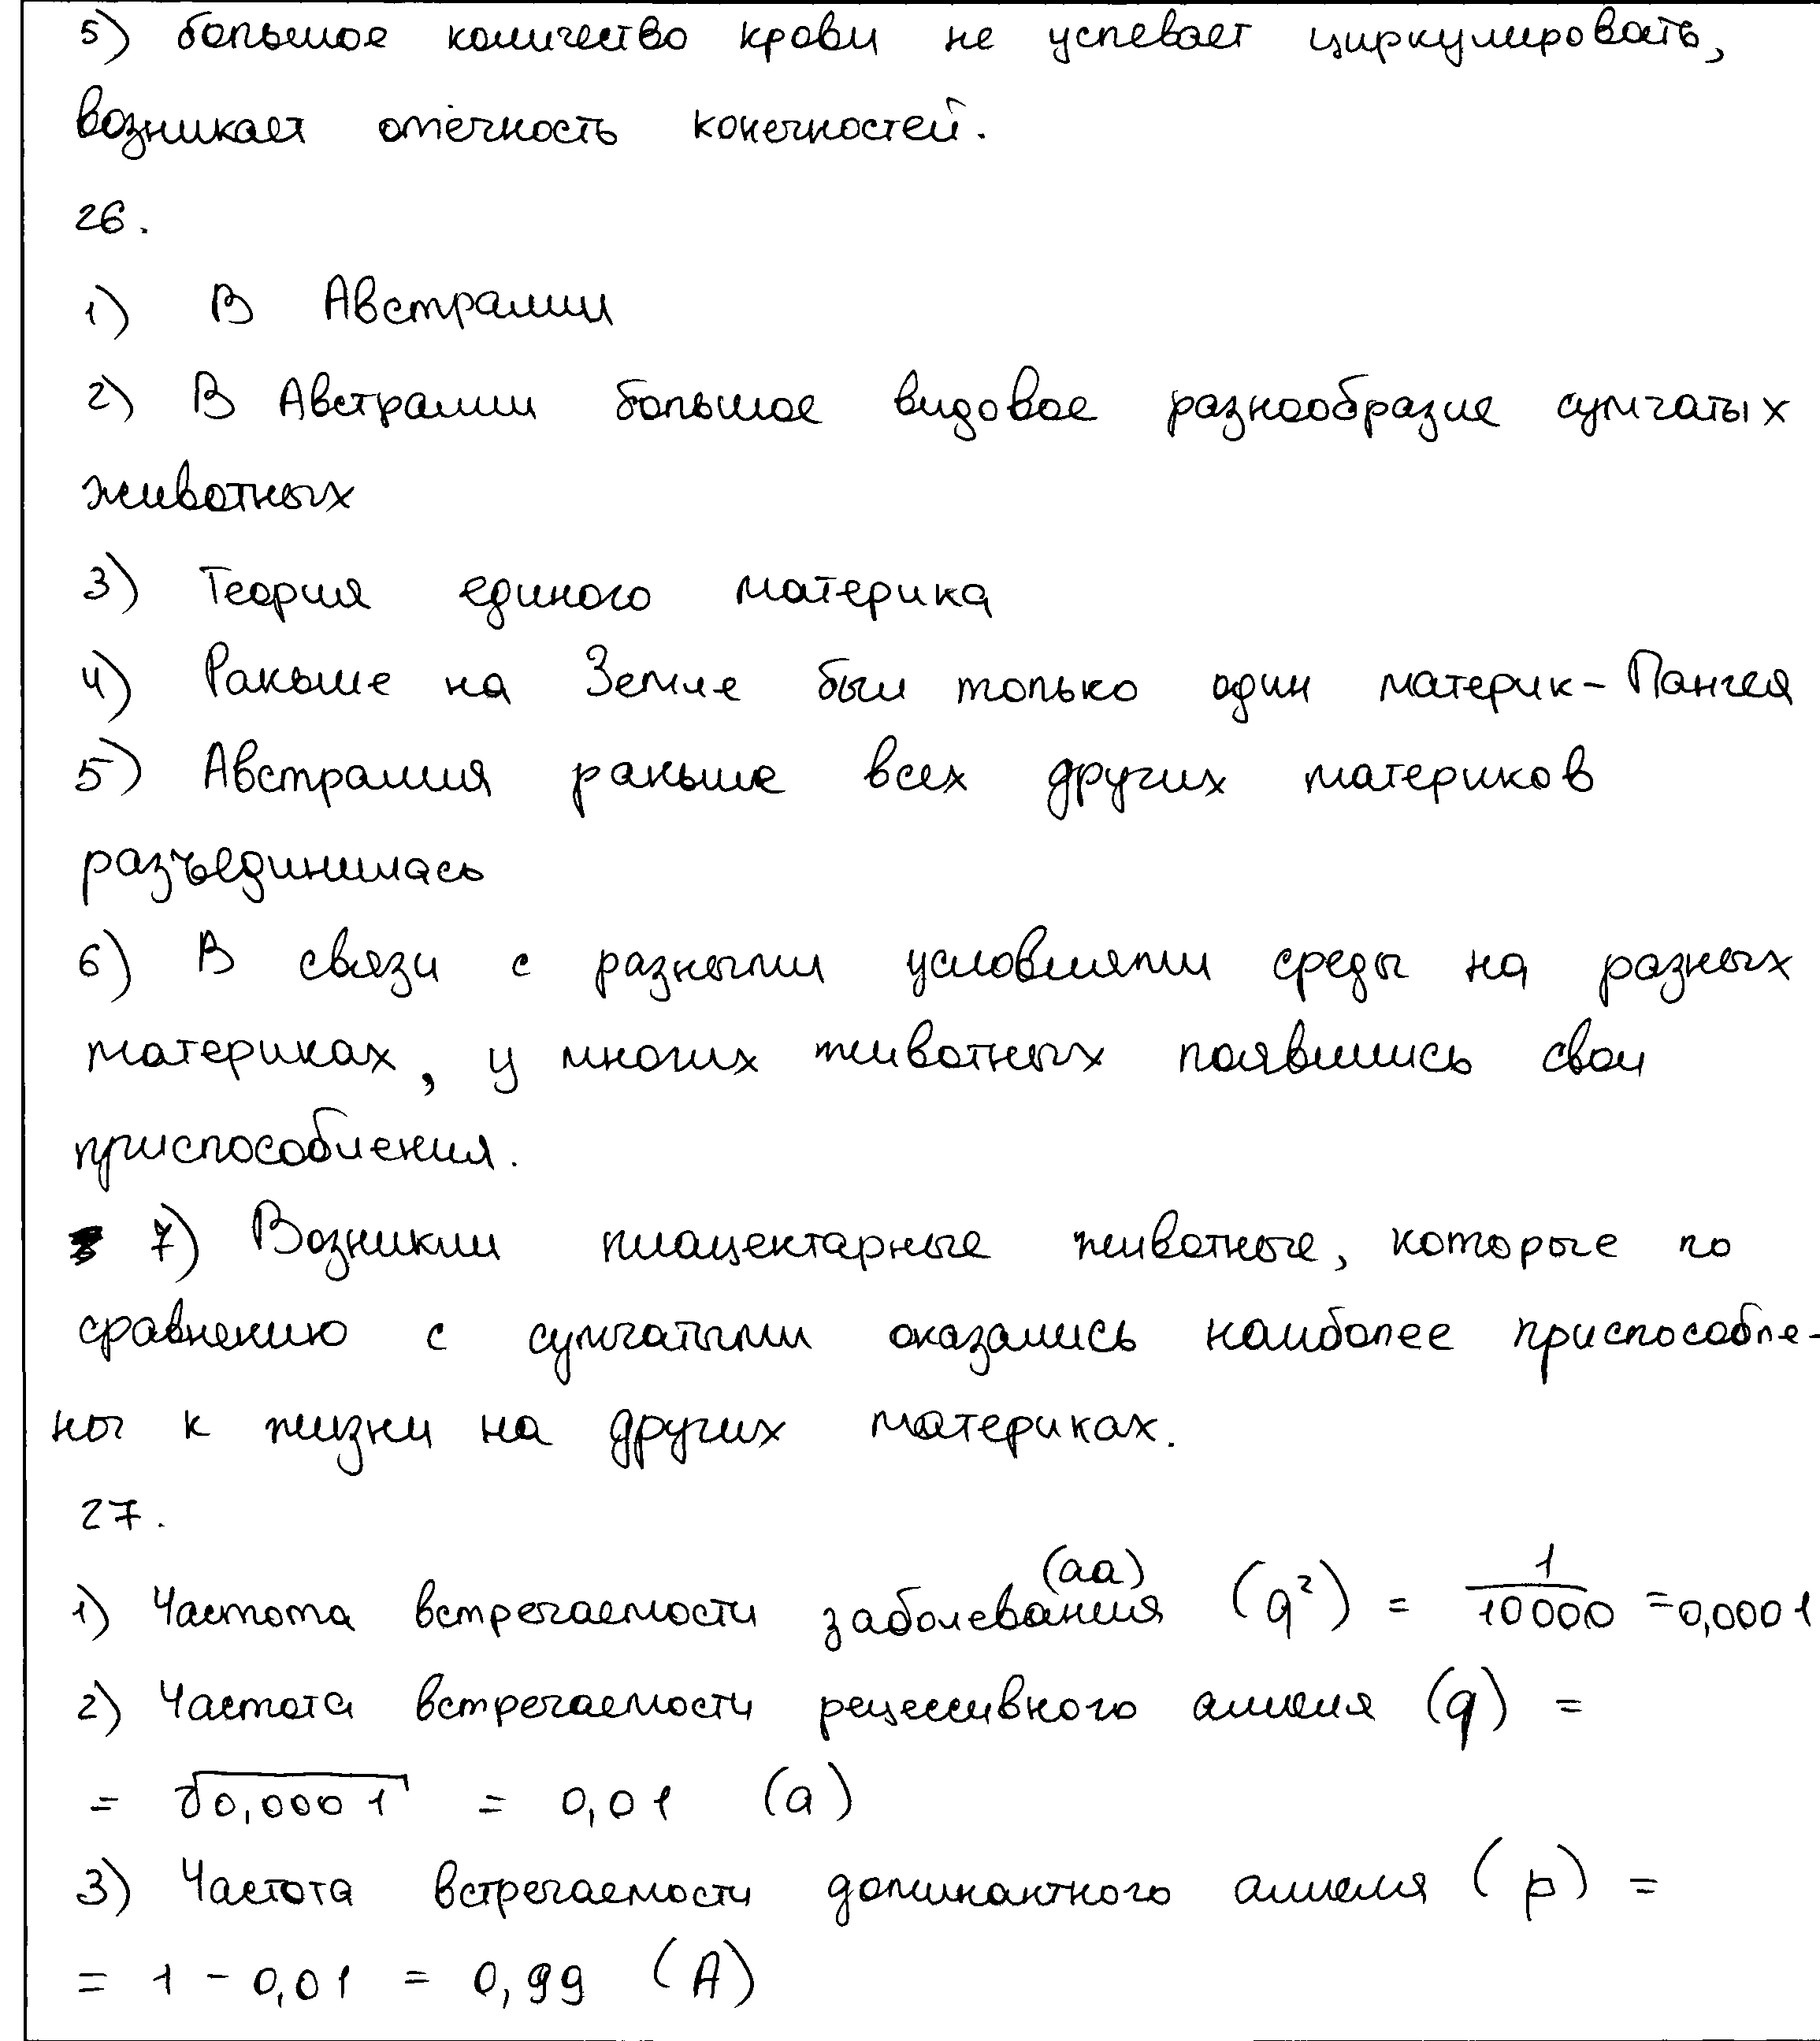 5) большое количество крови не успевает циркулировать,
возникает отёчность конечностей.
26.
1) В Австралии
2) В Австралии большое видовое разнообразие сумчатых
животных
3) Теория единого материка
4) Раньше на Земле был только один материк - Пангея
5) Австралия раньше всех других материков
разъединилась
6) В связи с разными условиями среды на разных
материках, у многих животных появились свои
приспособления.
7) Возникли плацентарные животные, которые по
сравнению с сумчатыми оказались наиболее приспособле-
ны к жизни на других материках.
27.
1) Частота встречаемости заболевания (aa) (q²) = 1/10000 = 0,0001
2) Частота встречаемости рецессивного аллеля (q) =
= √0,0001 = 0,01 (a)
3) Частота встречаемости доминантного аллеля (p) =
= 1 - 0,01 = 0,99 (A)